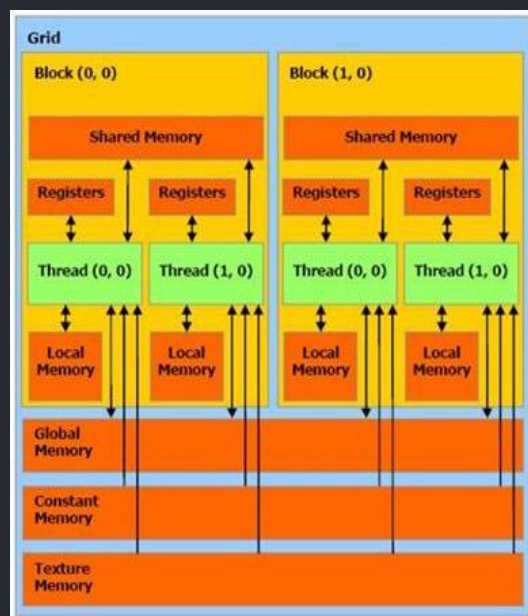 Grid
Block (0, 0)
Shared Memory
Registers
Registers
Thread (0, 0)
Thread (1, 0)
Local
Memory
Local
Memory
Block (1, 0)
Shared Memory
Registers
Registers
Thread (0, 0)
Thread (1, 0)
Local
Memory
Local
Memory
Global
Memory
Constant
Memory
Texture
Memory